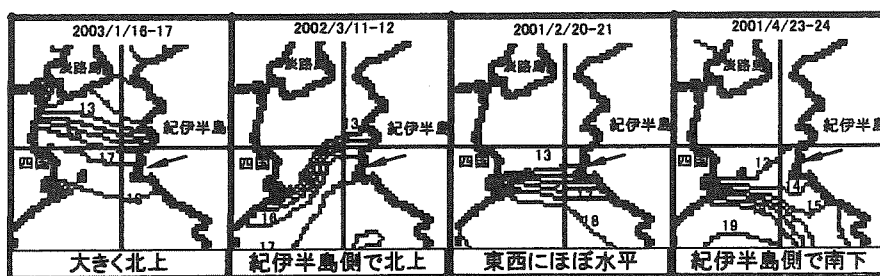 2003/1/16-17
淡路島
13
紀伊半島
17
四国
大きく北上
2002/3/11-12
淡路島
13
紀伊半島
四国
16
17
紀伊半島側で北上
2001/2/20-21
淡路島
紀伊半島
13
四国
18
東西にほぼ水平
2001/4/23-24
淡路島
紀伊半島
四国
14
15
19
紀伊半島側で南下